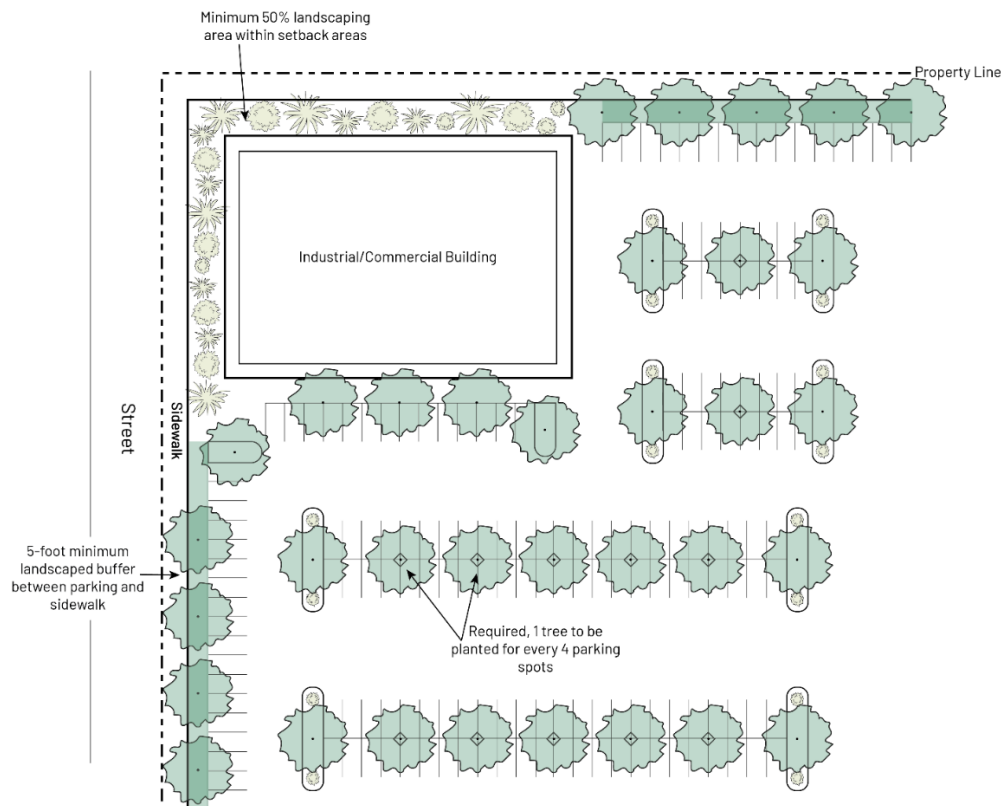 Minimum 50% landscaping
area within setback areas
Property Line
Industrial/Commercial Building
Street
Sidewalk
5-foot minimum
landscaped buffer
between parking and
sidewalk
Required, 1 tree to be
planted for every 4 parking
spots